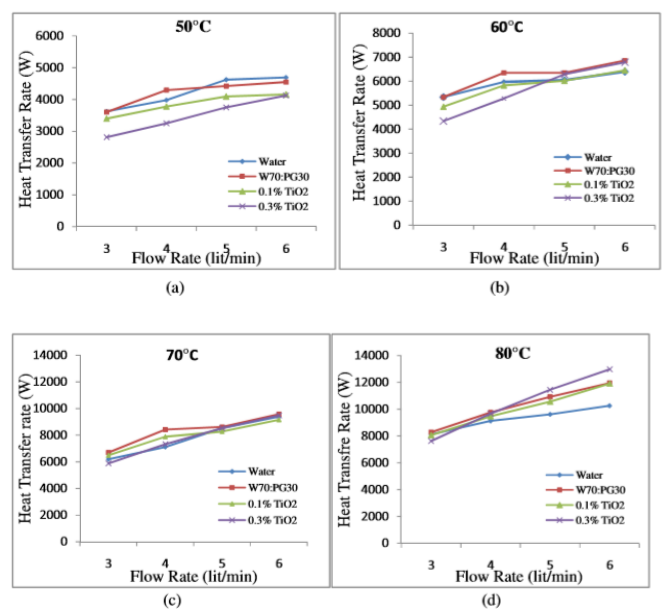 50°C
Heat Transfer Rate (W)
6000
5000
4000
3000
2000
1000
0
Water
W70:PG30
0.1% TiO2
0.3% TiO2
3 4 5 6
Flow Rate (lit/min)
(a)
60°C
Heat Transfer Rate (W)
8000
7000
6000
5000
4000
3000
2000
1000
0
Water
W70:PG30
0.1% TiO2
0.3% TiO2
3 4 5 6
Flow Rate (lit/min)
(b)
70°C
Heat Transfer rate (W)
14000
12000
10000
8000
6000
4000
2000
0
Water
W70:PG30
0.1% TiO2
0.3% TiO2
3 4 5 6
Flow Rate (lit/min)
(c)
80°C
Heat Transfre Rate (W)
14000
12000
10000
8000
6000
4000
2000
0
Water
W70:PG30
0.1% TiO2
0.3% TiO2
3 4 5 6
Flow Rate (lit/min)
(d)